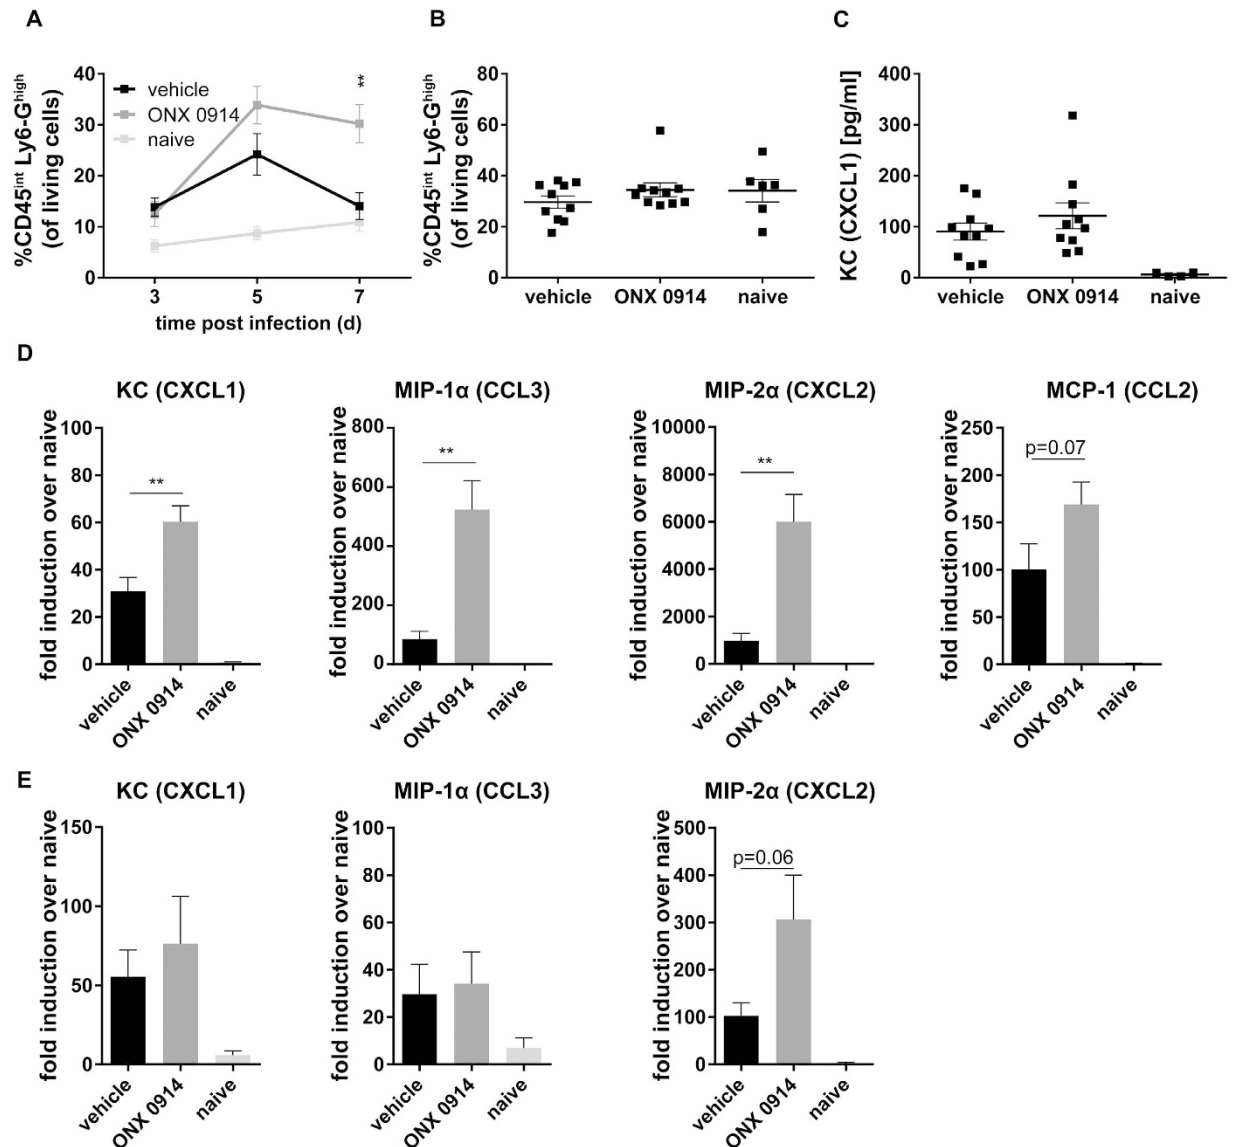 A
B
C
%CD45int Ly6-Ghigh
(of living cells)
40
30
20
10
0
vehicle
ONX 0914
naive
**
3
5
7
time post infection (d)
%CD45int Ly6-Ghigh
(of living cells)
80
60
40
20
0
vehicle
ONX 0914
naive
KC (CXCL1) [pg/ml]
400
300
200
100
0
vehicle
ONX 0914
naive
D
KC (CXCL1)
fold induction over naive
100
80
60
40
20
0
**
vehicle
ONX 0914
naive
MIP-1α (CCL3)
fold induction over naive
800
600
400
200
0
**
vehicle
ONX 0914
naive
MIP-2α (CXCL2)
fold induction over naive
10000
8000
6000
4000
2000
0
**
vehicle
ONX 0914
naive
MCP-1 (CCL2)
fold induction over naive
250
200
150
100
50
0
p=0.07
vehicle
ONX 0914
naive
E
KC (CXCL1)
fold induction over naive
150
100
50
0
vehicle
ONX 0914
naive
MIP-1α (CCL3)
fold induction over naive
100
80
60
40
20
0
vehicle
ONX 0914
naive
MIP-2α (CXCL2)
fold induction over naive
500
400
300
200
100
0
p=0.06
vehicle
ONX 0914
naive